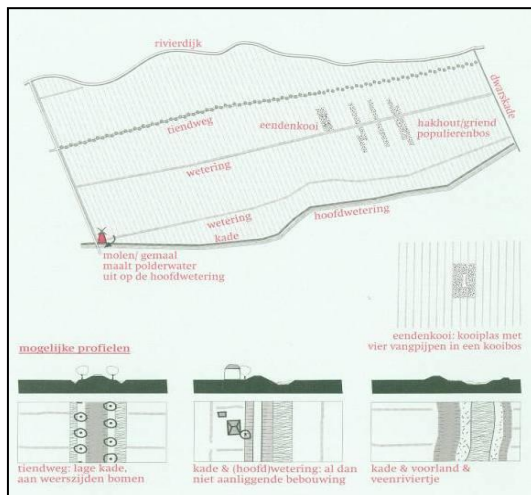 rivierdijk
dwarskade
tiendweg
eendenkooi
hakhout/griend
populierenbos
wetering
wetering
hoofdwetering
kade
molen/ gemaal
maalt polderwater
uit op de hoofdwetering
eendenkooi: kooiplas met
vier vangpijpen in een kooibos
mogelijke profielen
tiendweg: lage kade,
aan weerszijden bomen
kade & (hoofd)wetering: al dan
niet aanliggende bebouwing
kade & voorland &
veenriviertje